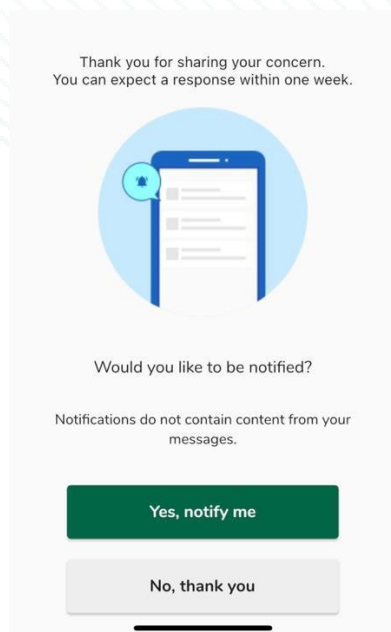 Thank you for sharing your concern.
You can expect a response within one week.
Would you like to be notified?
Notifications do not contain content from your
messages.
Yes, notify me
No, thank you